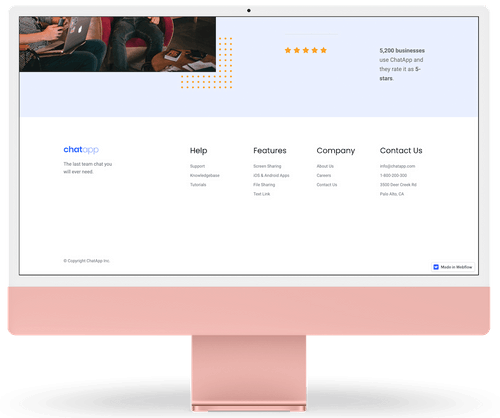 5,200 businesses
use ChatApp and
they rate it as 5-
stars.
chatapp
The last team chat you
will ever need.
Help
Support
Knowledgebase
Tutorials
Features
Screen Sharing
iOS & Android Apps
File Sharing
Text Link
Company
About Us
Careers
Contact Us
Contact Us
info@chatapp.com
1-800-200-300
3500 Deer Creek Rd
Palo Alto, CA
© Copyright ChatApp Inc.
Made in Webflow